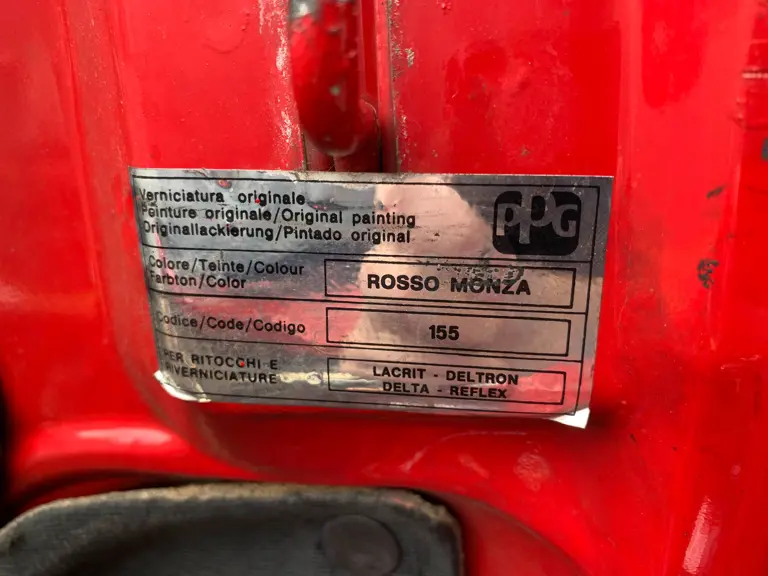 Verniciatura originale
Peinture originale/Original painting
Originallackierung/Pintado original
PPG
Colore/Teinte/Colour
Farbton/Color
ROSSO MONZA
Codice/Code/Codigo
155
PER RITOCCHI E
RIVERNICIATURE
LACRIT - DELTRON
DELTA - REFLEX